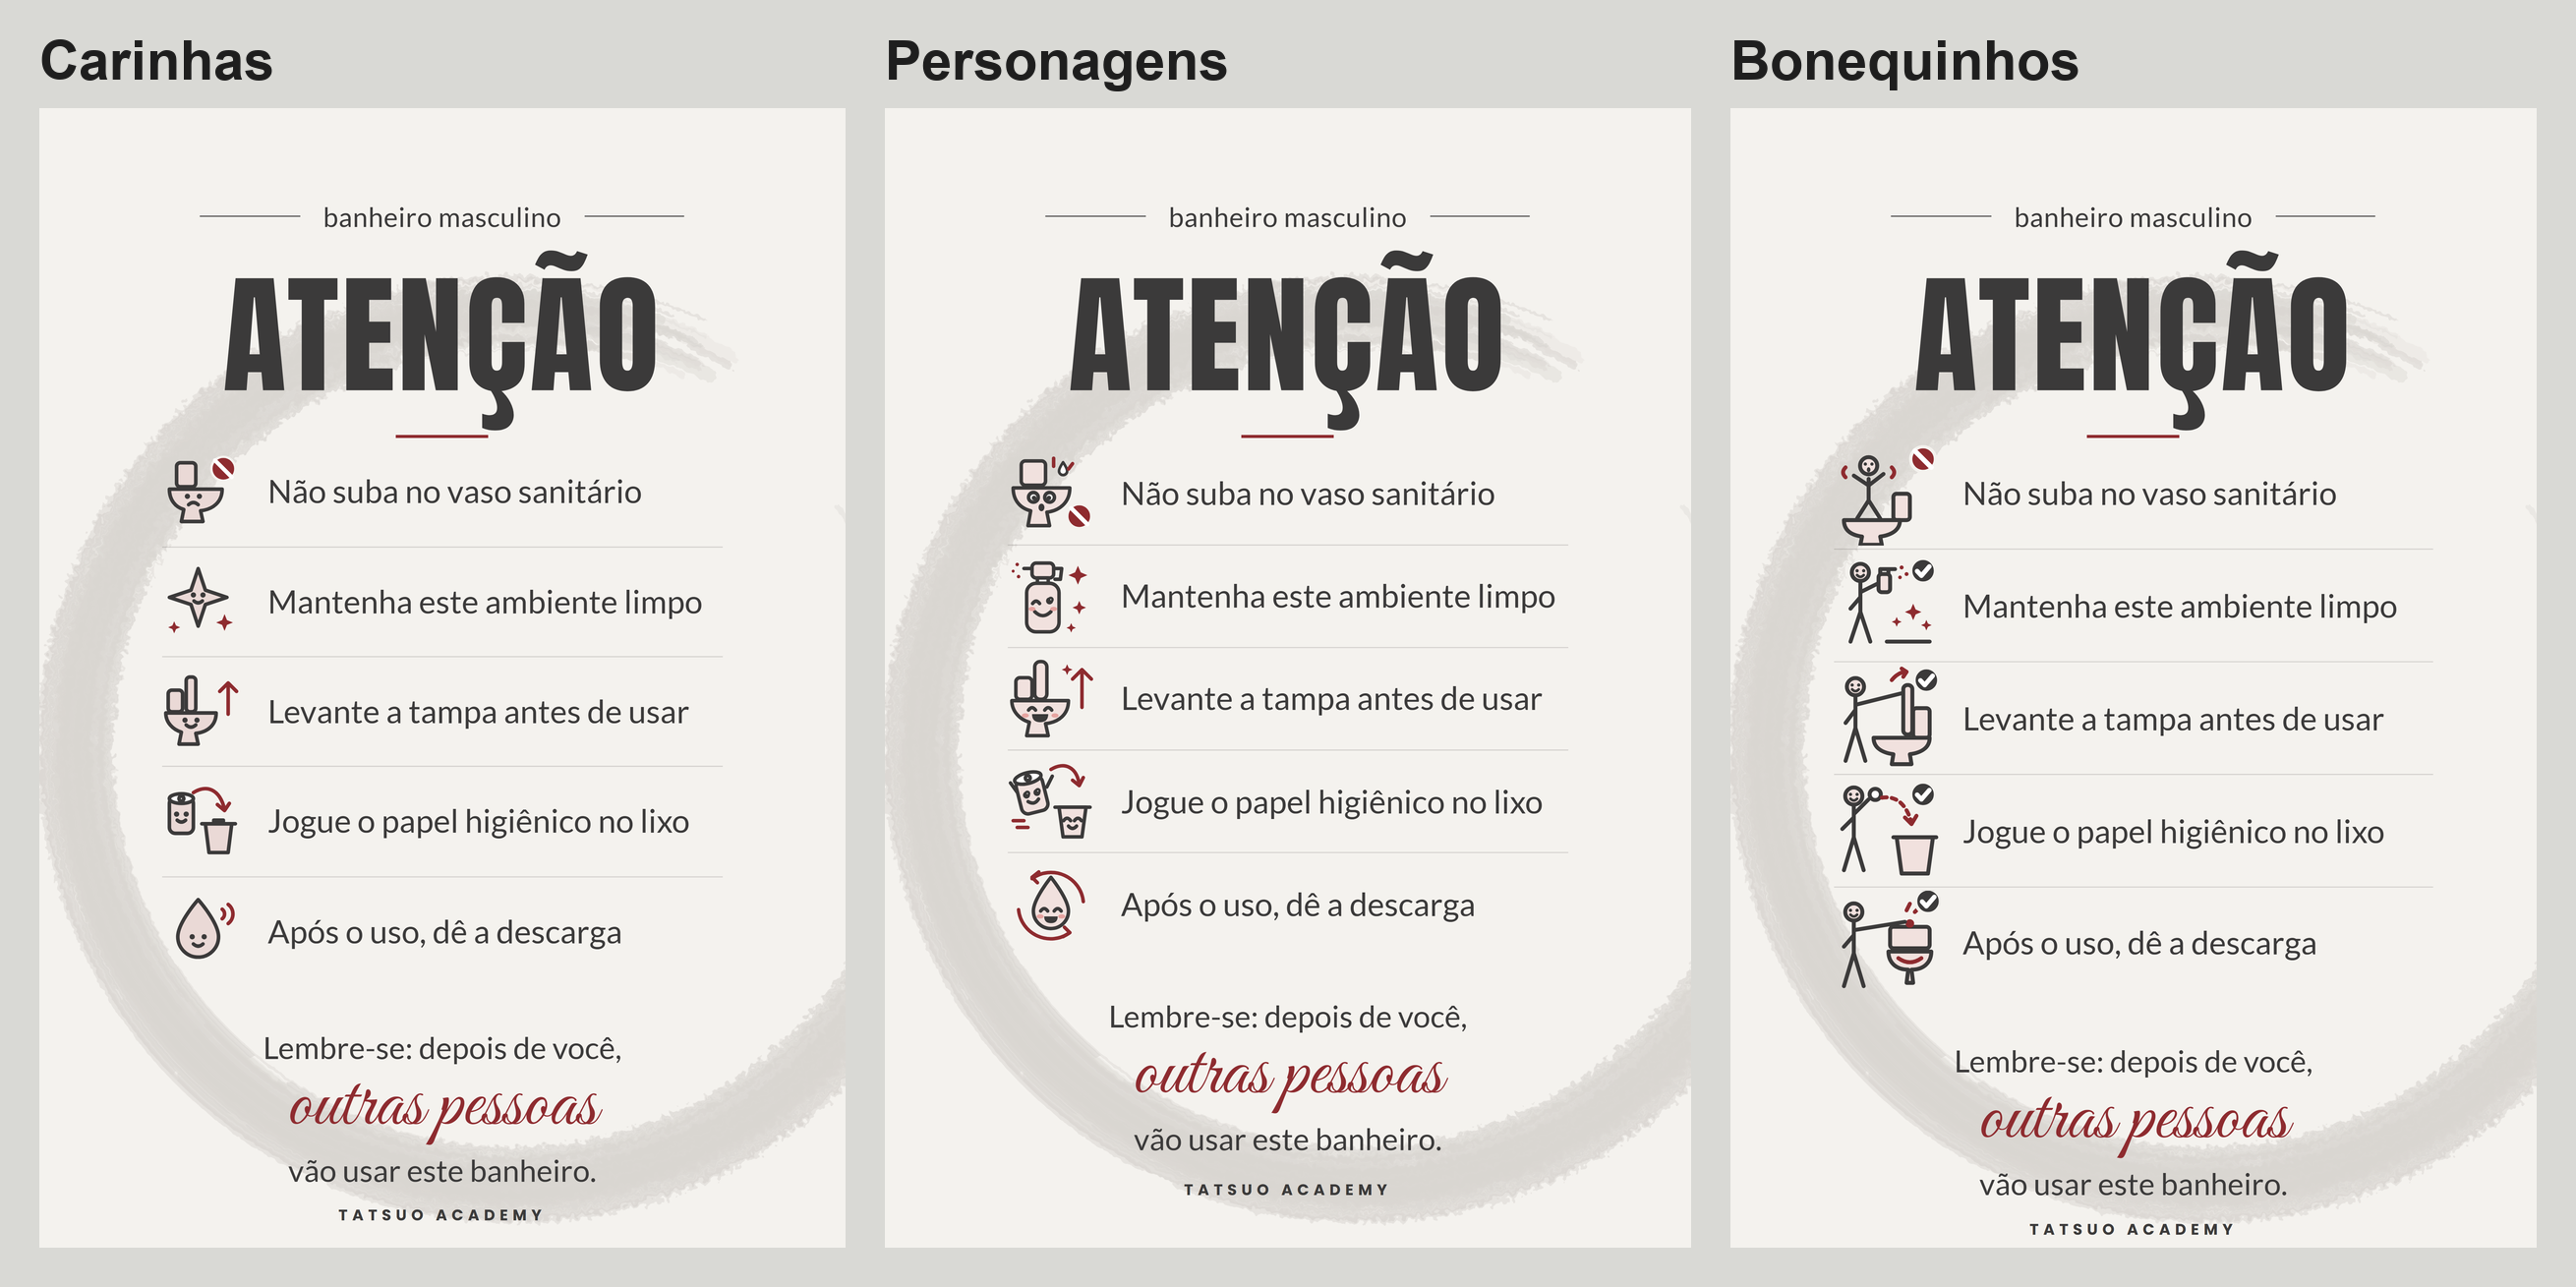 Carinhas
banheiro masculino
ATENÇÃO
Não suba no vaso sanitário
Mantenha este ambiente limpo
Levante a tampa antes de usar
Jogue o papel higiênico no lixo
Após o uso, dê a descarga
Lembre-se: depois de você,
outras pessoas
vão usar este banheiro.
TATSUO ACADEMY
Personagens
banheiro masculino
ATENÇÃO
Não suba no vaso sanitário
Mantenha este ambiente limpo
Levante a tampa antes de usar
Jogue o papel higiênico no lixo
Após o uso, dê a descarga
Lembre-se: depois de você,
outras pessoas
vão usar este banheiro.
TATSUO ACADEMY
Bonequinhos
banheiro masculino
ATENÇÃO
Não suba no vaso sanitário
Mantenha este ambiente limpo
Levante a tampa antes de usar
Jogue o papel higiênico no lixo
Após o uso, dê a descarga
Lembre-se: depois de você,
outras pessoas
vão usar este banheiro.
TATSUO ACADEMY